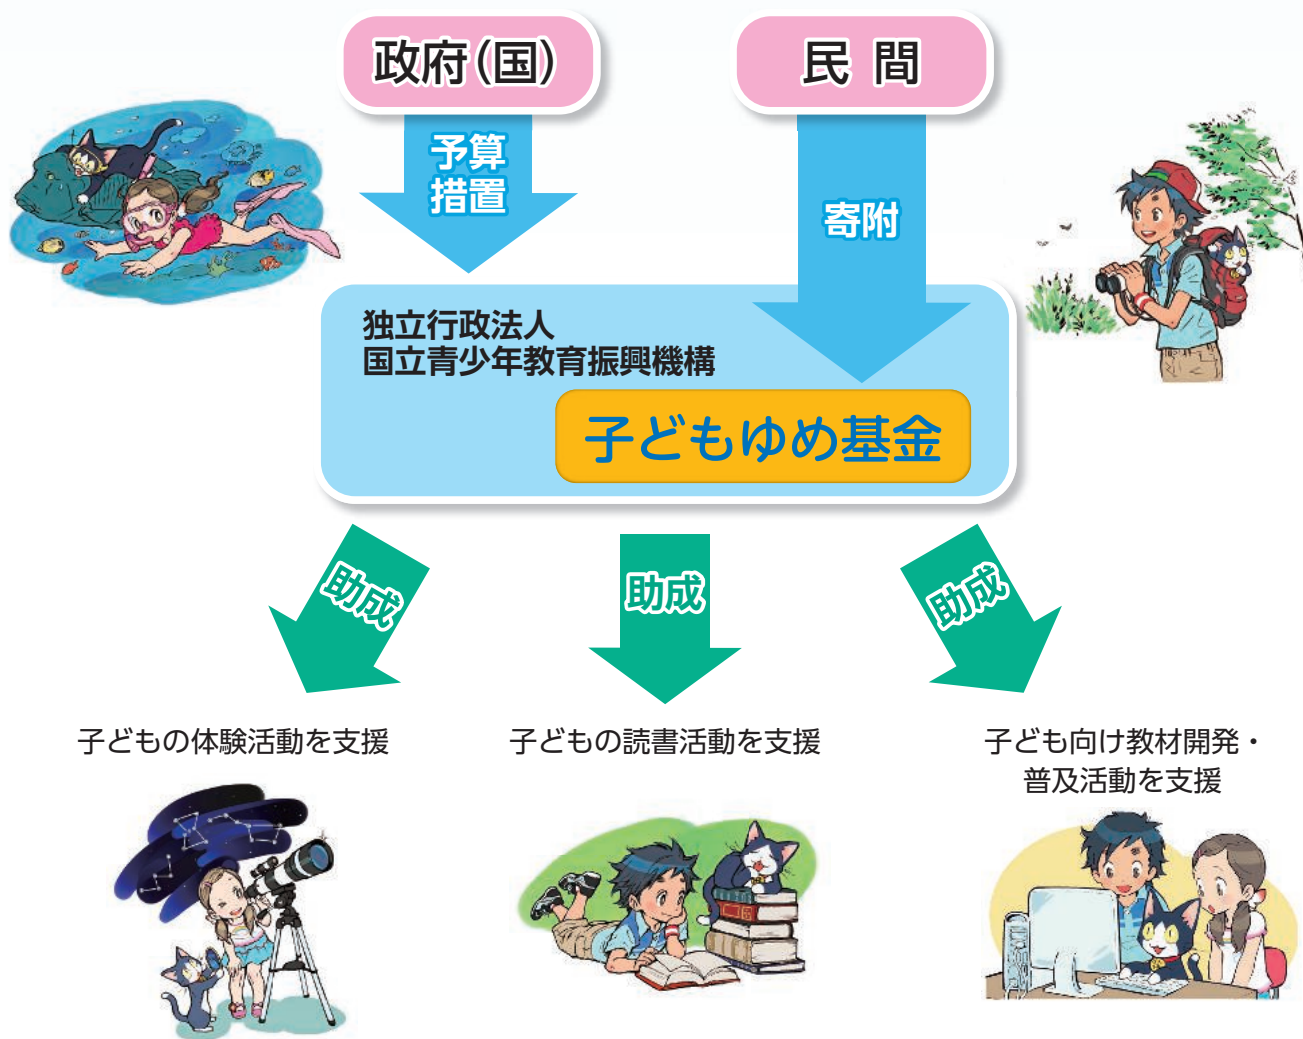 政府(国)
民間
予算
措置
寄附
独立行政法人
国立青少年教育振興機構
子どもゆめ基金
助成
助成
助成
子どもの体験活動を支援
子どもの読書活動を支援
子ども向け教材開発・
普及活動を支援